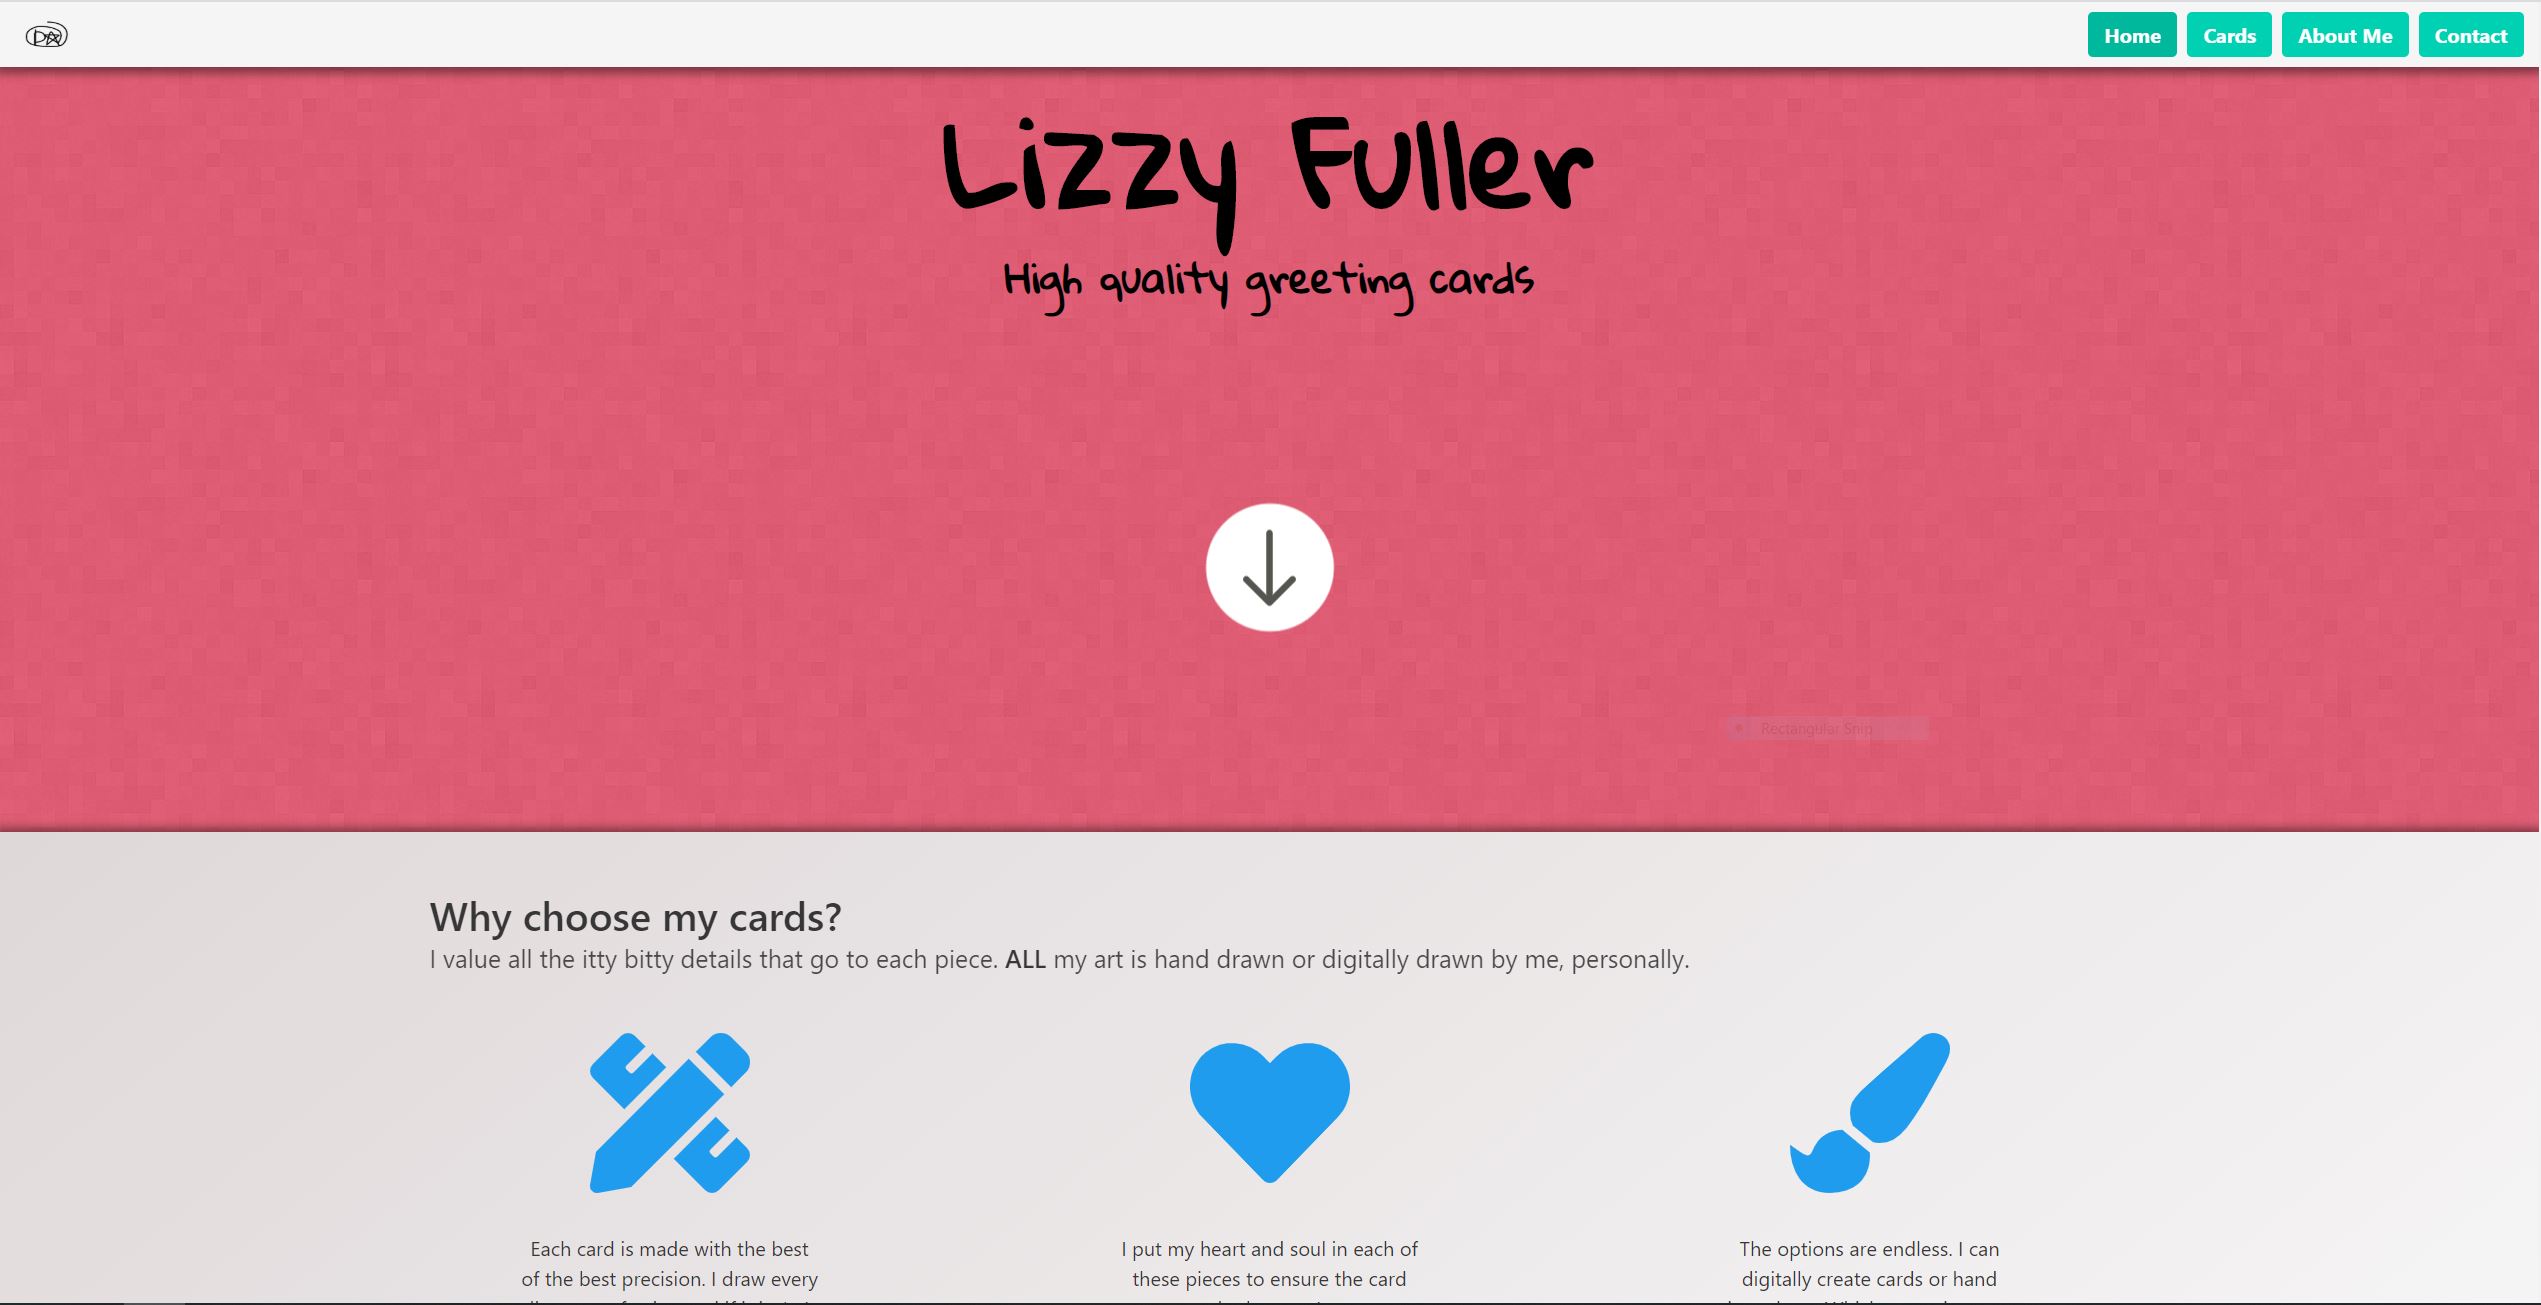 Home Cards About Me Contact
Lizzy Fuller
High quality greeting cards
Rectangular Snip
Why choose my cards?
I value all the itty bitty details that go to each piece. ALL my art is hand drawn or digitally drawn by me, personally.
Each card is made with the best
of the best precision. I draw every
I put my heart and soul in each of
these pieces to ensure the card
The options are endless. I can
digitally create cards or hand